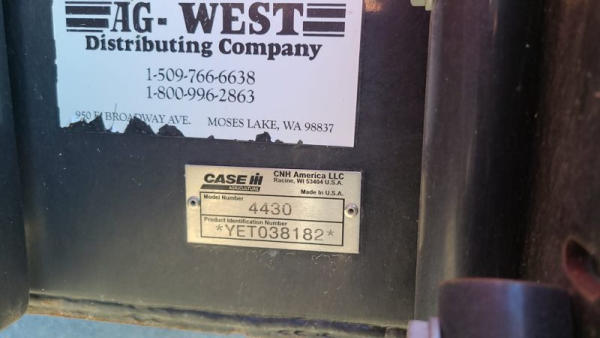 AG-WEST
Distributing Company
1-509-766-6638
1-800-996-2863
950 E BROADWAY AVE. MOSES LAKE, WA 98837
CASE IH
AGRICULTURE
CNH America LLC
Racine, WI 53404 U.S.A.
Made in U.S.A.
Model Number
4430
Product Identification Number
*YET038182*